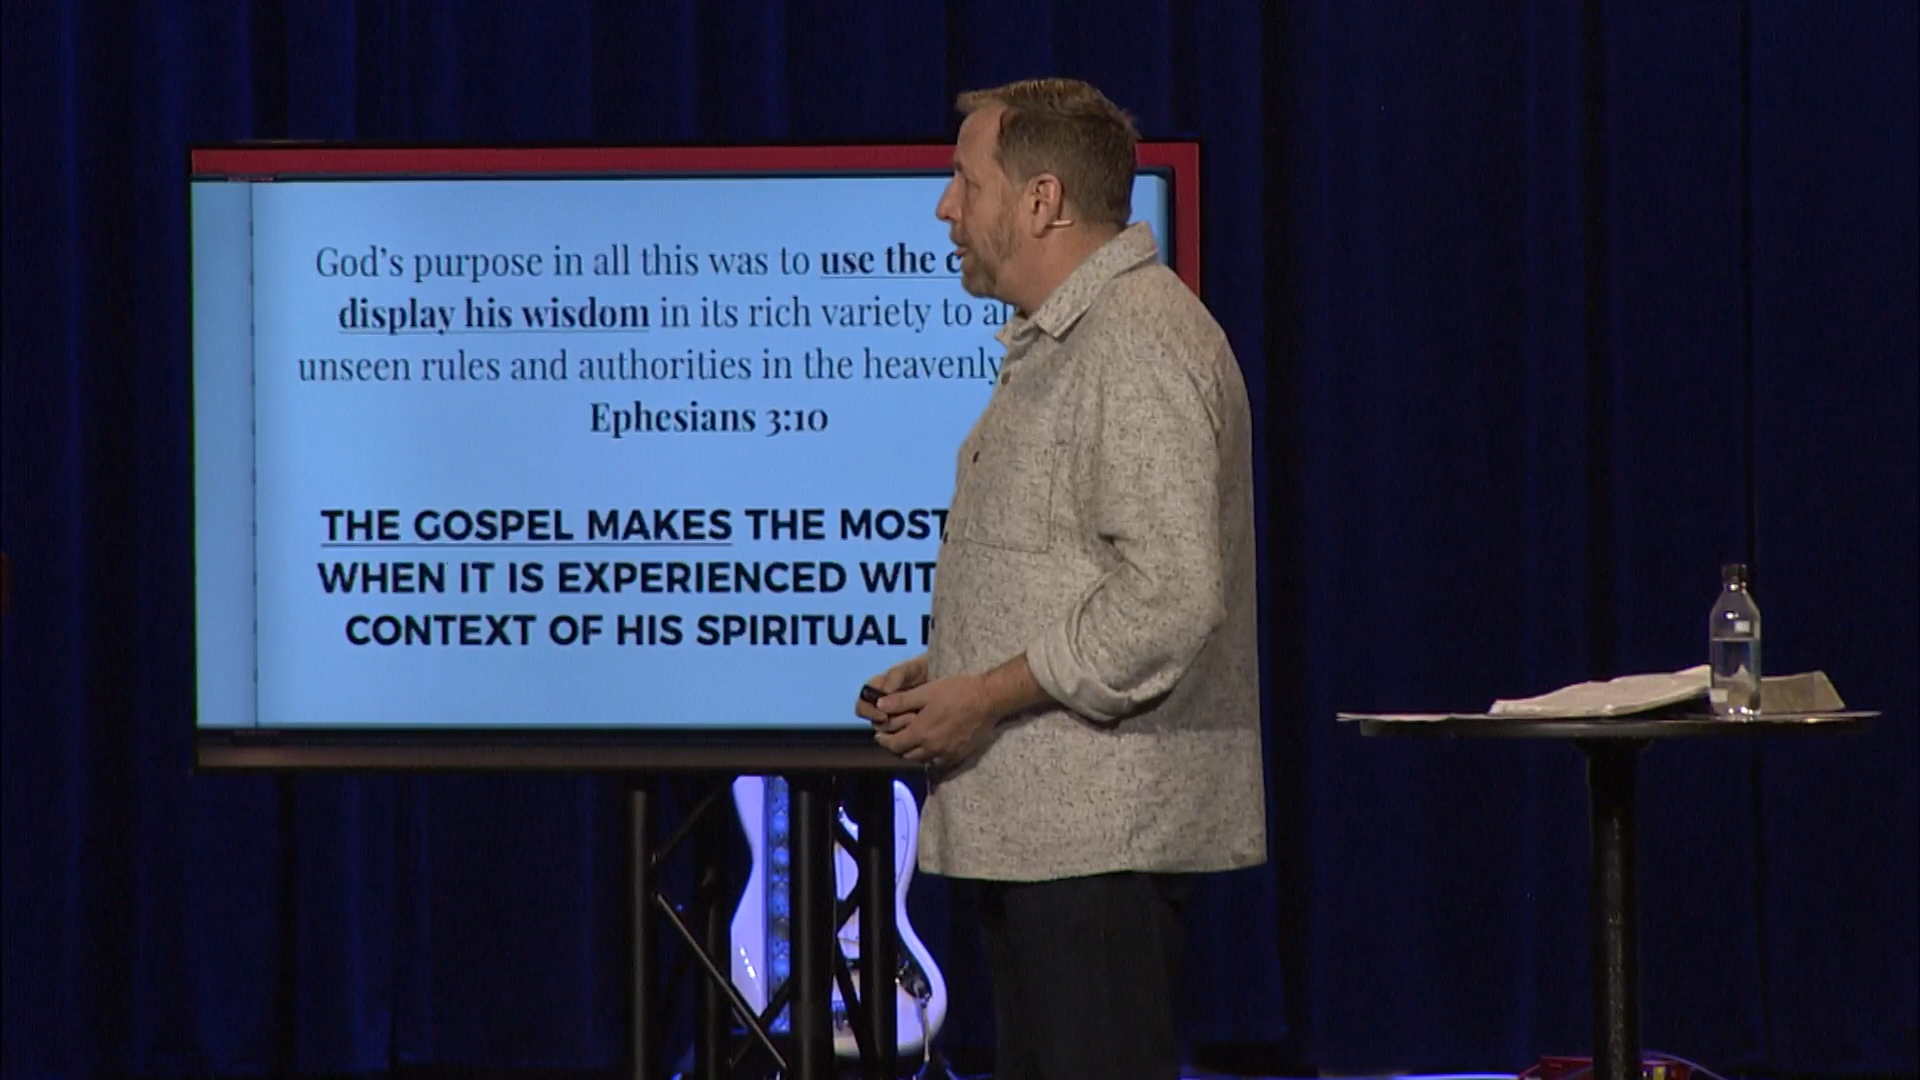 God’s purpose in all this was to use the
display his wisdom in its rich variety to
unseen rules and authorities in the heavenly
Ephesians 3:10
THE GOSPEL MAKES THE MOST
WHEN IT IS EXPERIENCED
CONTEXT OF HIS SPIRITUAL